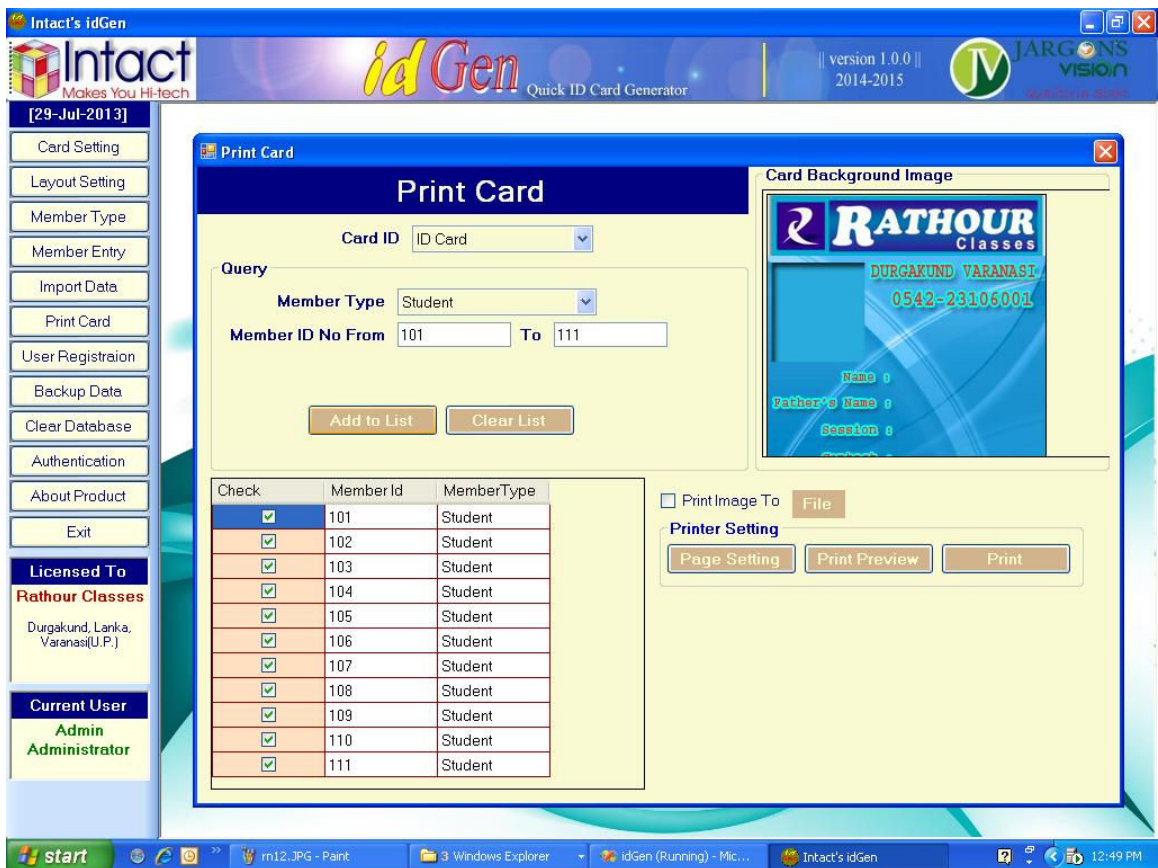 Intact's idGen
Intact
Makes You Hi-tech
id Gen
Quick ID Card Generator
|| version 1.0.0 ||
2014-2015
JV
JARGONS
VISION
[29-Jul-2013]
Card Setting
Layout Setting
Member Type
Member Entry
Import Data
Print Card
User Registraion
Backup Data
Clear Database
Authentication
About Product
Exit
Licensed To
Rathour Classes
Durgakund, Lanka,
Varanasi(U.P.)
Current User
Admin
Administrator
Print Card
Print Card
Card ID ID Card
Query
Member Type Student
Member ID No From 101 To 111
Add to List Clear List
Card Background Image
R RATHOUR
Classes
DURGAKUND VARANASI
0542-23106001
Name :
Father's Name :
Session :
Check Member Id MemberType
101 Student
102 Student
103 Student
104 Student
105 Student
106 Student
107 Student
108 Student
109 Student
110 Student
111 Student
Print Image To File
Printer Setting
Page Setting Print Preview Print
start rn12.JPG - Paint 3 Windows Explorer idGen (Running) - Mic... Intact's idGen 12:49 PM